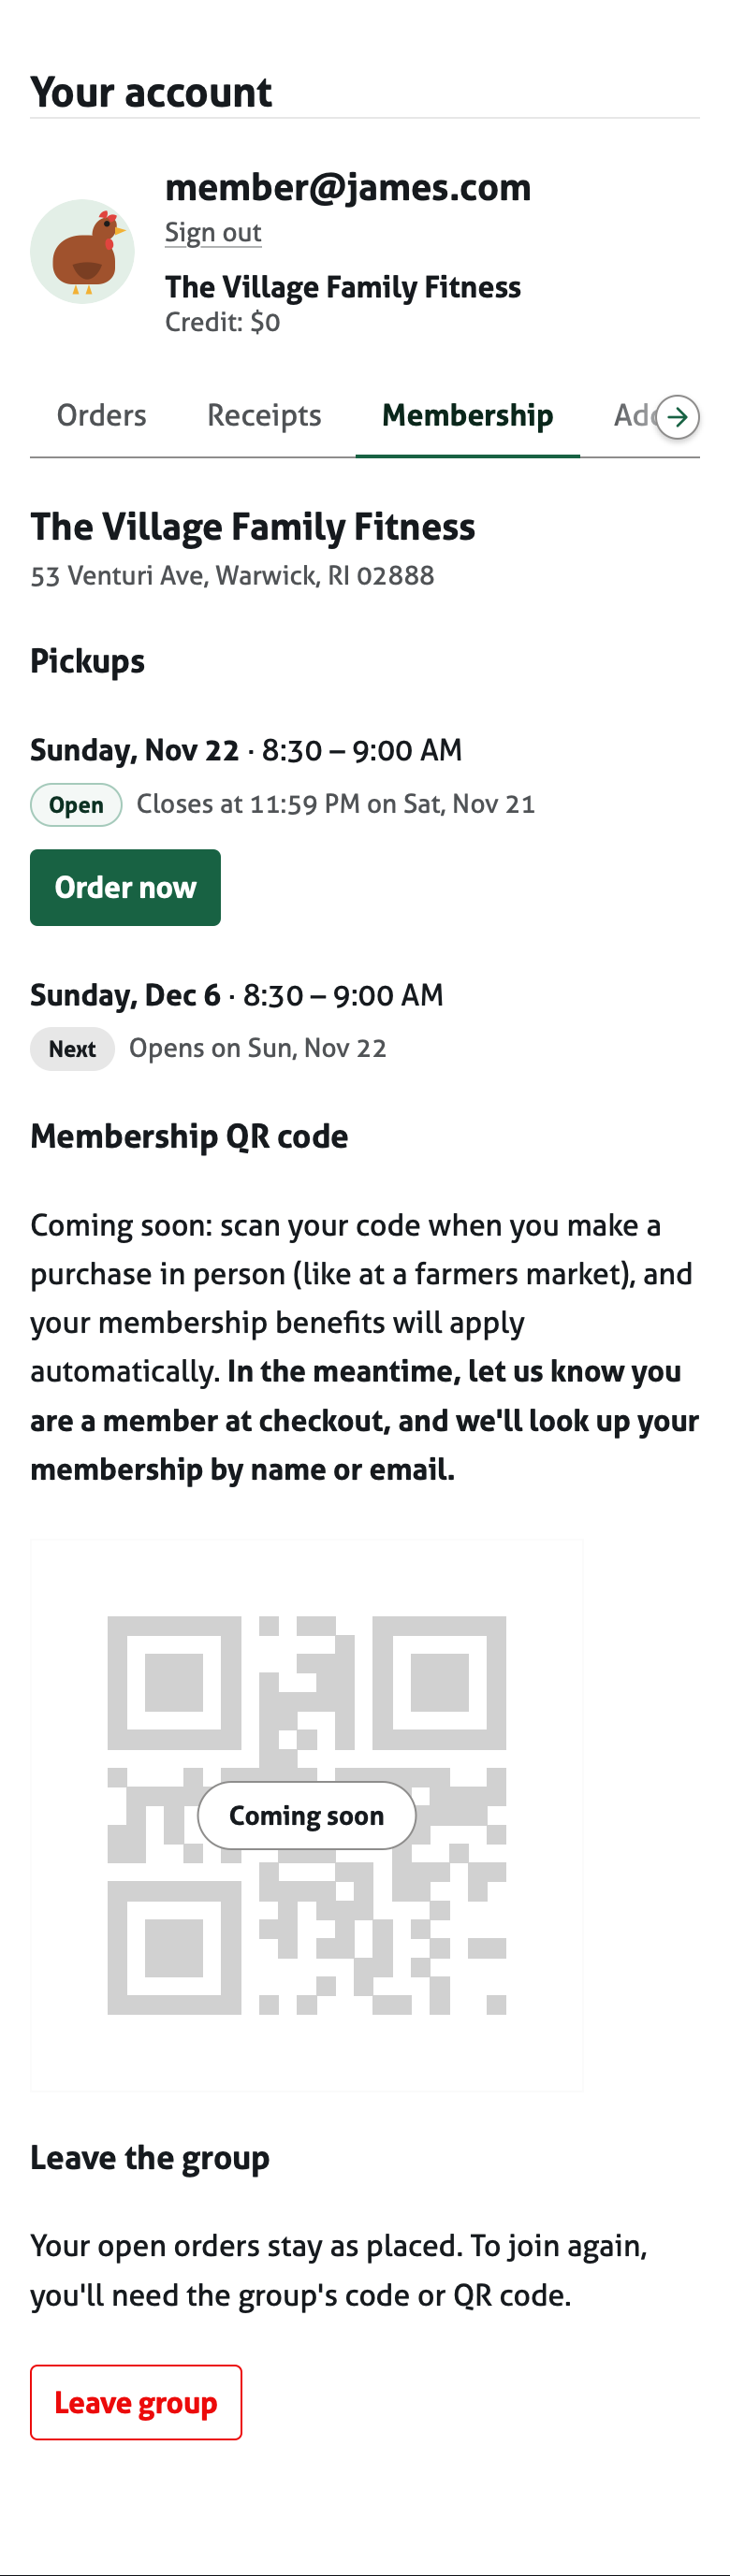 Your account
member@james.com
Sign out
The Village Family Fitness
Credit: $0
Orders Receipts Membership
The Village Family Fitness
53 Venturi Ave, Warwick, RI 02888
Pickups
Sunday, Nov 22 · 8:30 – 9:00 AM
Open Closes at 11:59 PM on Sat, Nov 21
Order now
Sunday, Dec 6 · 8:30 – 9:00 AM
Next Opens on Sun, Nov 22
Membership QR code
Coming soon: scan your code when you make a
purchase in person (like at a farmers market), and
your membership benefits will apply
automatically. In the meantime, let us know you
are a member at checkout, and we'll look up your
membership by name or email.
Coming soon
Leave the group
Your open orders stay as placed. To join again,
you'll need the group's code or QR code.
Leave group